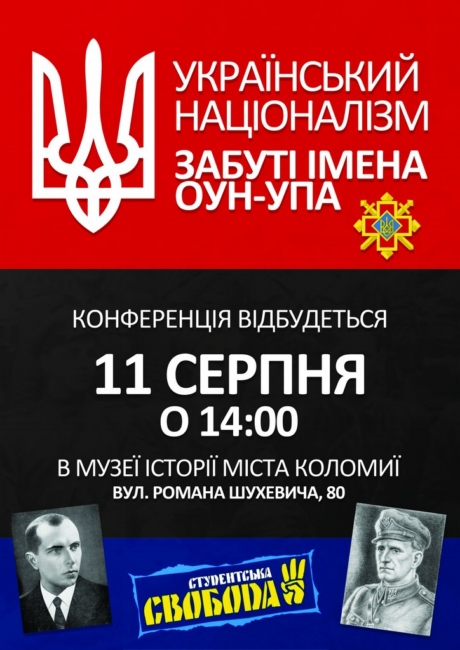 УКРАЇНСЬКИЙ
НАЦІОНАЛІЗМ
ЗАБУТІ ІМЕНА
ОУН-УПА
КОНФЕРЕНЦІЯ ВІДБУДЕТЬСЯ
11 СЕРПНЯ
О 14:00
В МУЗЕЇ ІСТОРІЇ МІСТА КОЛОМИЇ
ВУЛ. РОМАНА ШУХЕВИЧА, 80
СТУДЕНТСЬКА
СВОБОДА